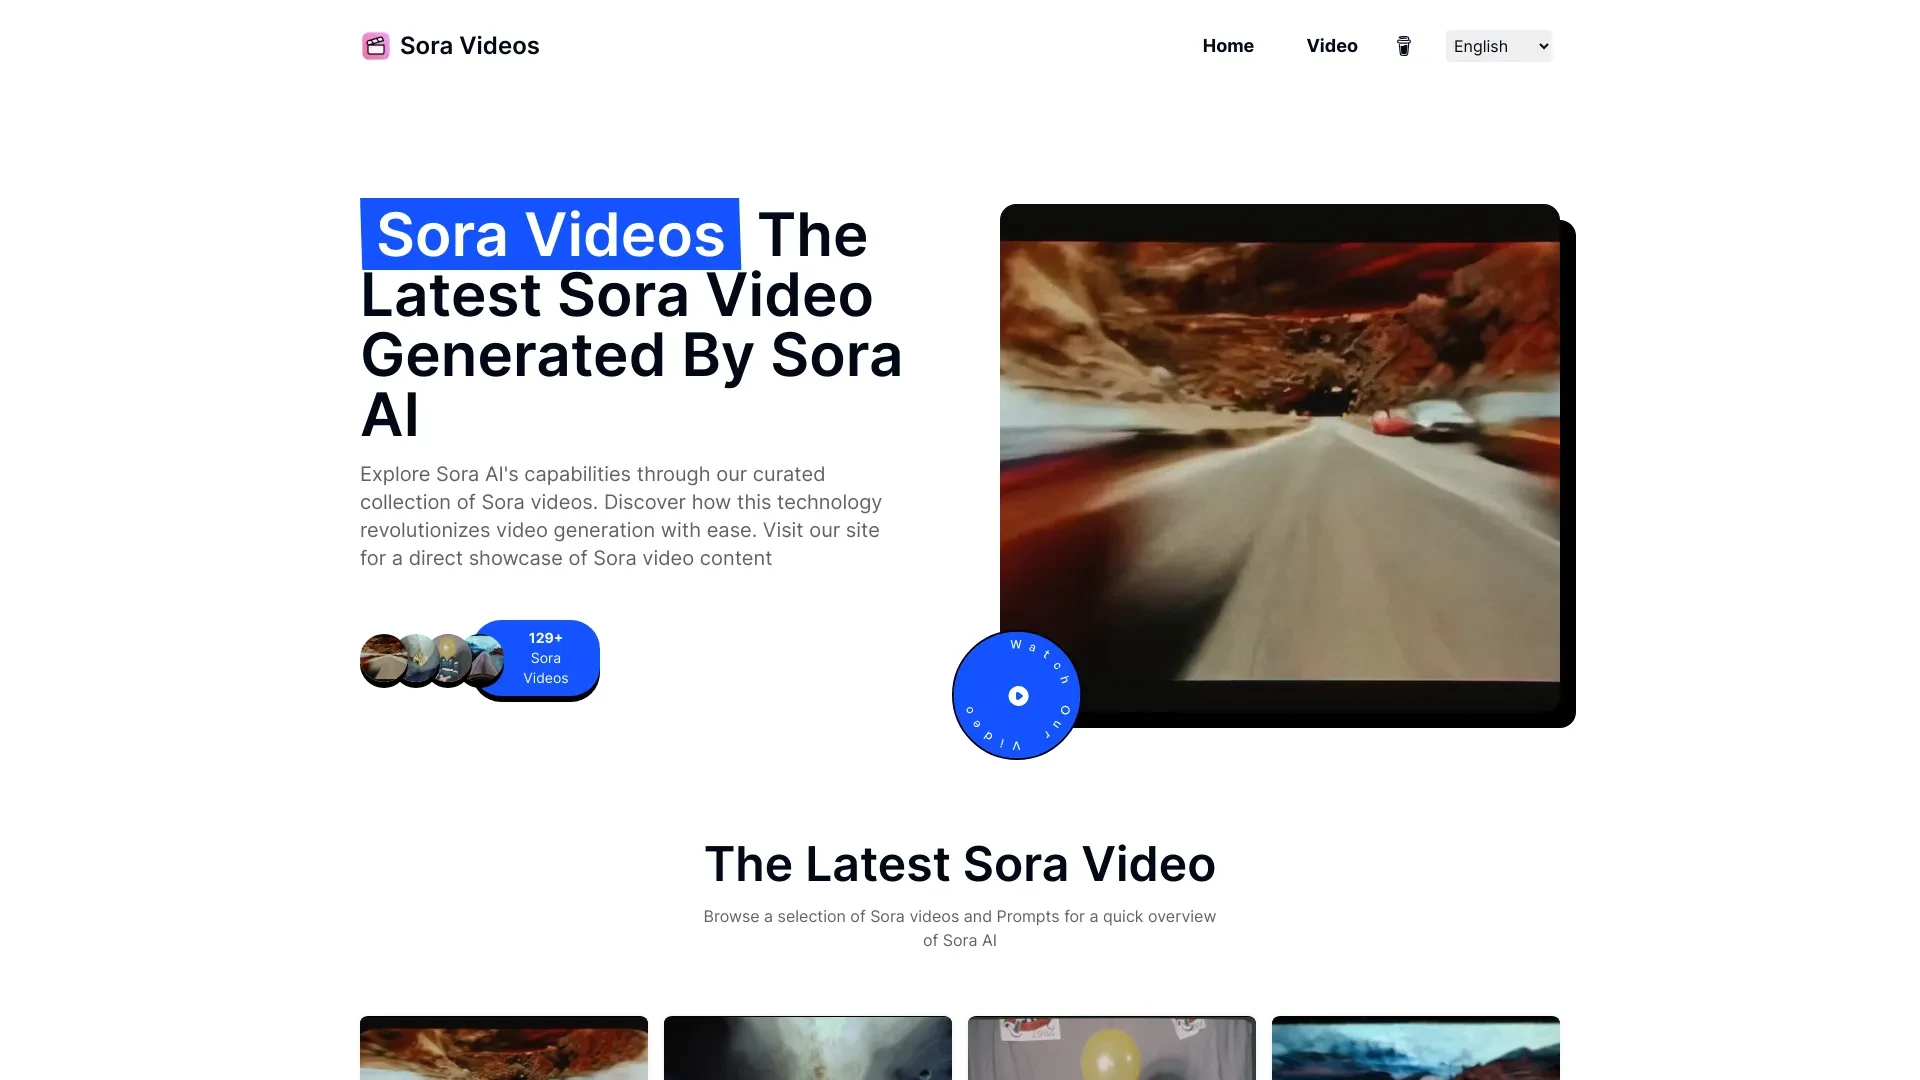 Sora Videos
Home
Video
English
Sora Videos The
Latest Sora Video
Generated By Sora
AI
Explore Sora AI's capabilities through our curated
collection of Sora videos. Discover how this technology
revolutionizes video generation with ease. Visit our site
for a direct showcase of Sora video content
129+
Sora
Videos
Watch Our Video
The Latest Sora Video
Browse a selection of Sora videos and Prompts for a quick overview
of Sora AI